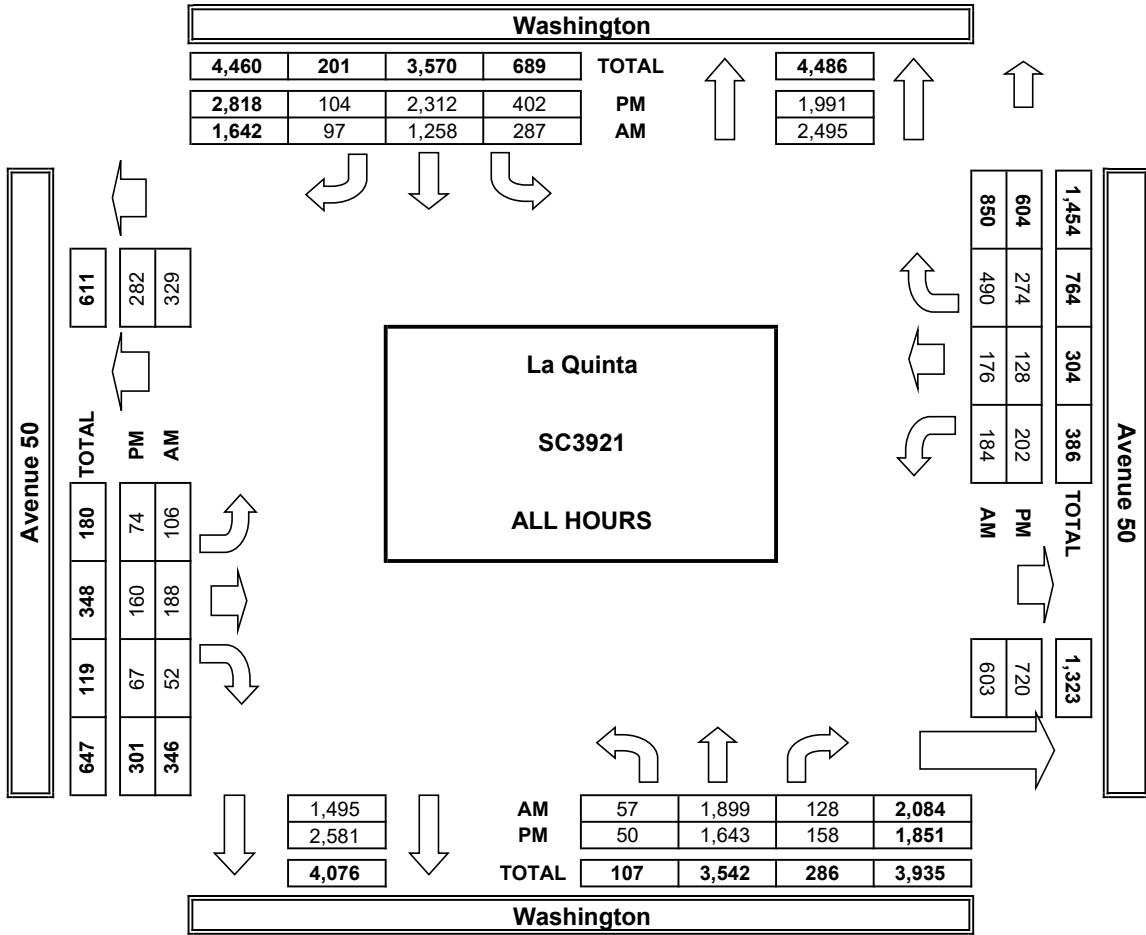 Washington
4,460 201 3,570 689 TOTAL 4,486
2,818 104 2,312 402 PM 1,991
1,642 97 1,258 287 AM 2,495
Avenue 50
611 282 329
TOTAL PM AM
180 74 106
348 160 188
119 67 52
647 301 346
La Quinta
SC3921
ALL HOURS
850 604 1,454
490 274 764
176 128 304
184 202 386
AM PM TOTAL
603 720 1,323
Avenue 50
1,495 AM 57 1,899 128 2,084
2,581 PM 50 1,643 158 1,851
4,076 TOTAL 107 3,542 286 3,935
Washington